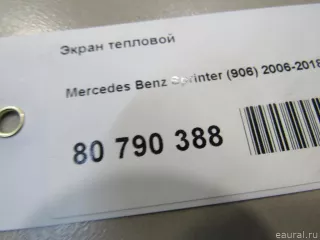 Экран тепловой
Mercedes Benz Sprinter (906) 2006-2018
80 790 388
eaural.ru